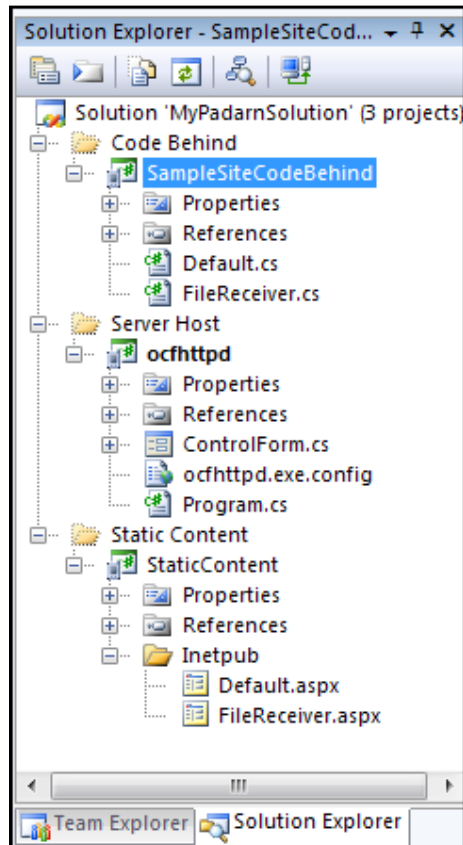 Solution Explorer - SampleSiteCod...
Solution 'MyPadarnSolution' (3 projects)
Code Behind
SampleSiteCodeBehind
Properties
References
Default.cs
FileReceiver.cs
Server Host
ocfhttpd
Properties
References
ControlForm.cs
ocfhttpd.exe.config
Program.cs
Static Content
StaticContent
Properties
References
Inetpub
Default.aspx
FileReceiver.aspx
Team Explorer Solution Explorer